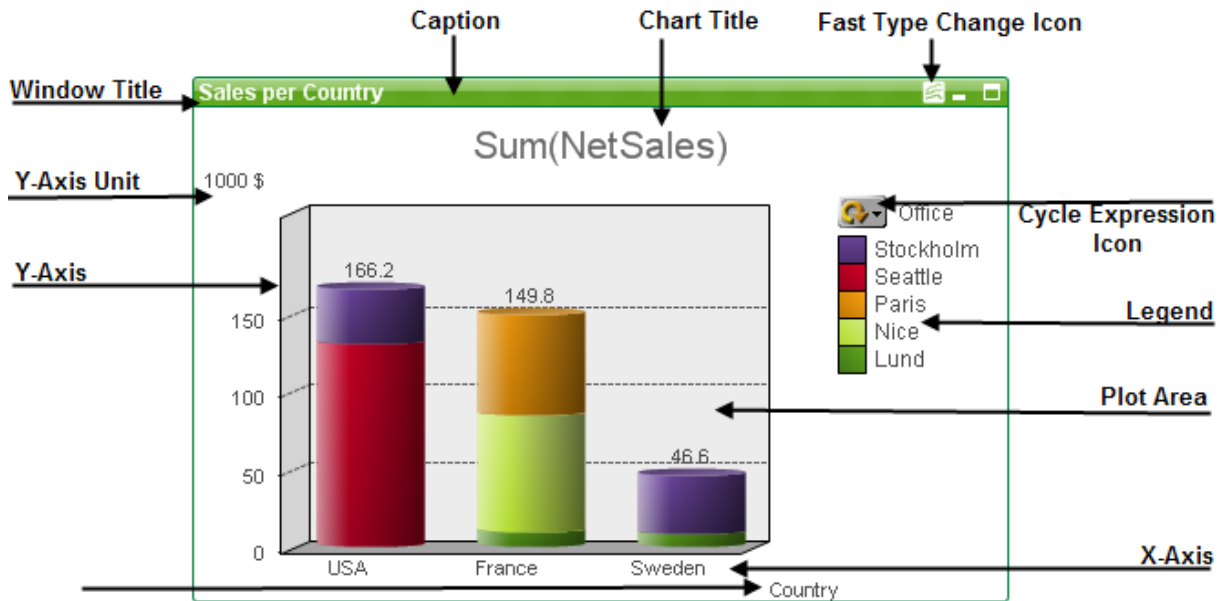 Caption
Chart Title
Fast Type Change Icon
Window Title
Sales per Country
Sum(NetSales)
Y-Axis Unit
1000 $
Office
Cycle Expression
Icon
Y-Axis
Stockholm
Seattle
Paris
Nice
Lund
Legend
166.2
149.8
46.6
150
100
50
0
Plot Area
USA
France
Sweden
X-Axis
Country